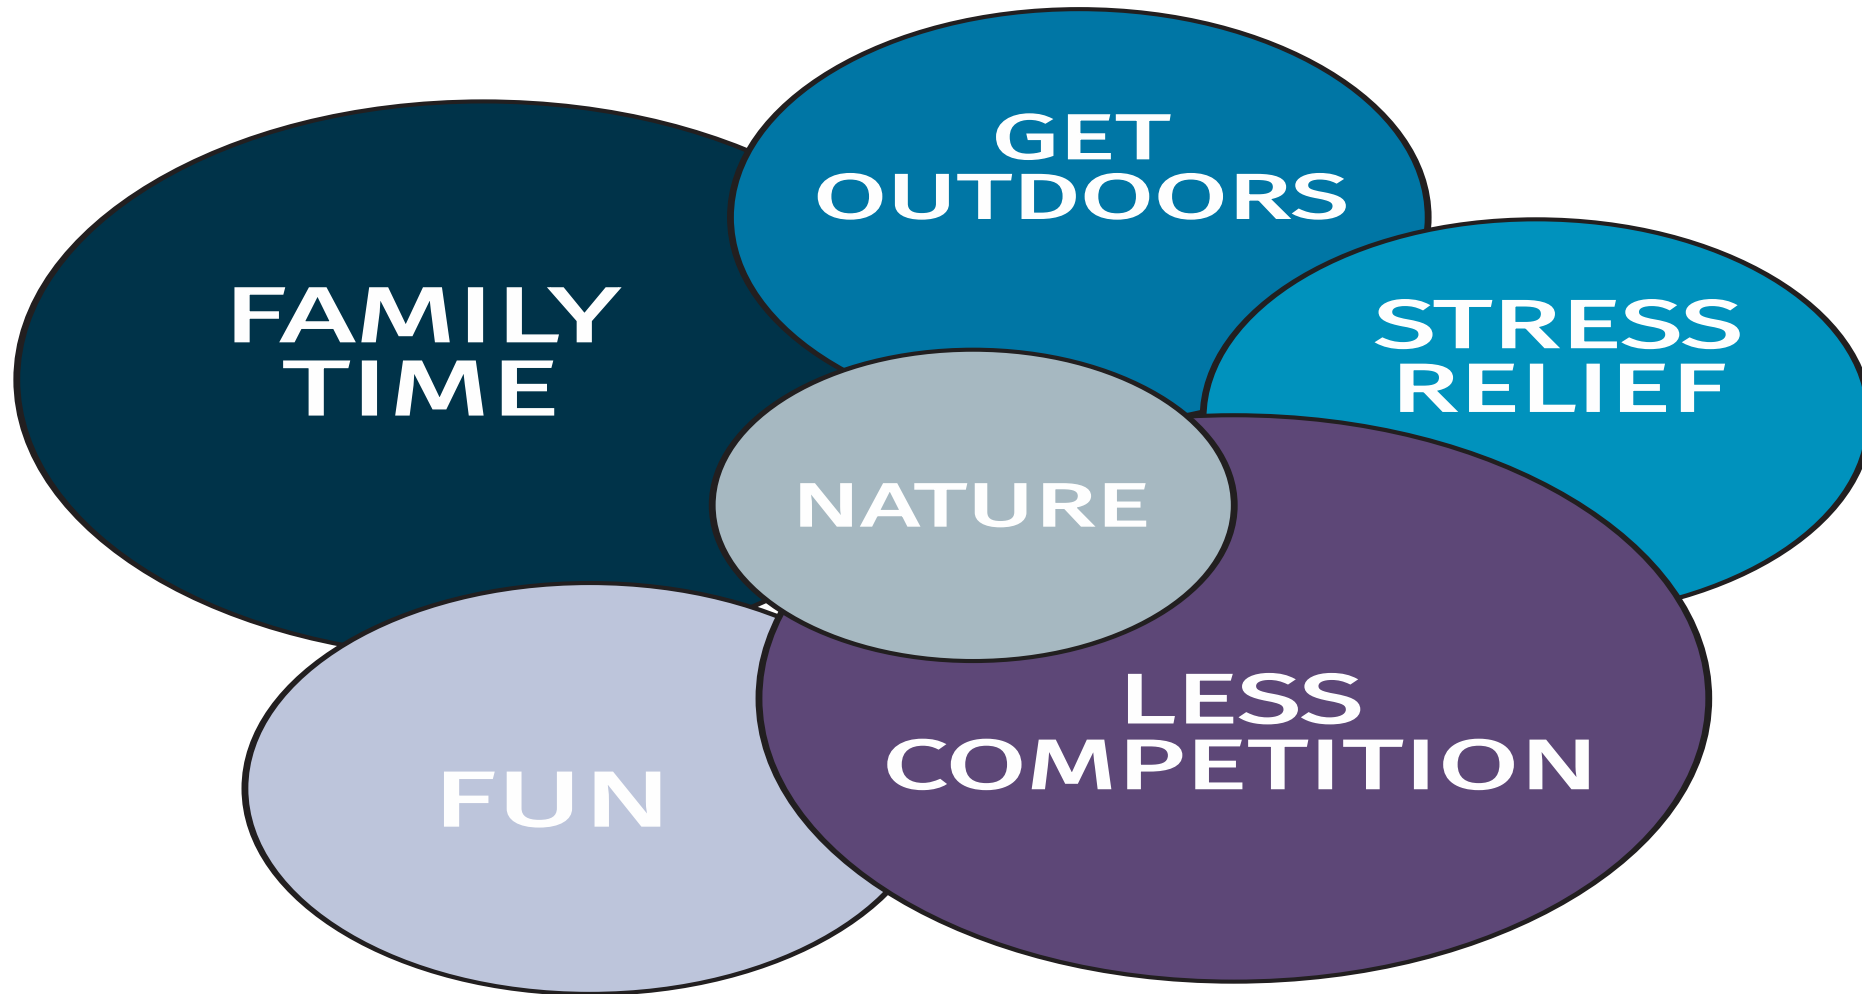 GET
OUTDOORS
FAMILY
TIME
STRESS
RELIEF
NATURE
LESS
COMPETITION
FUN